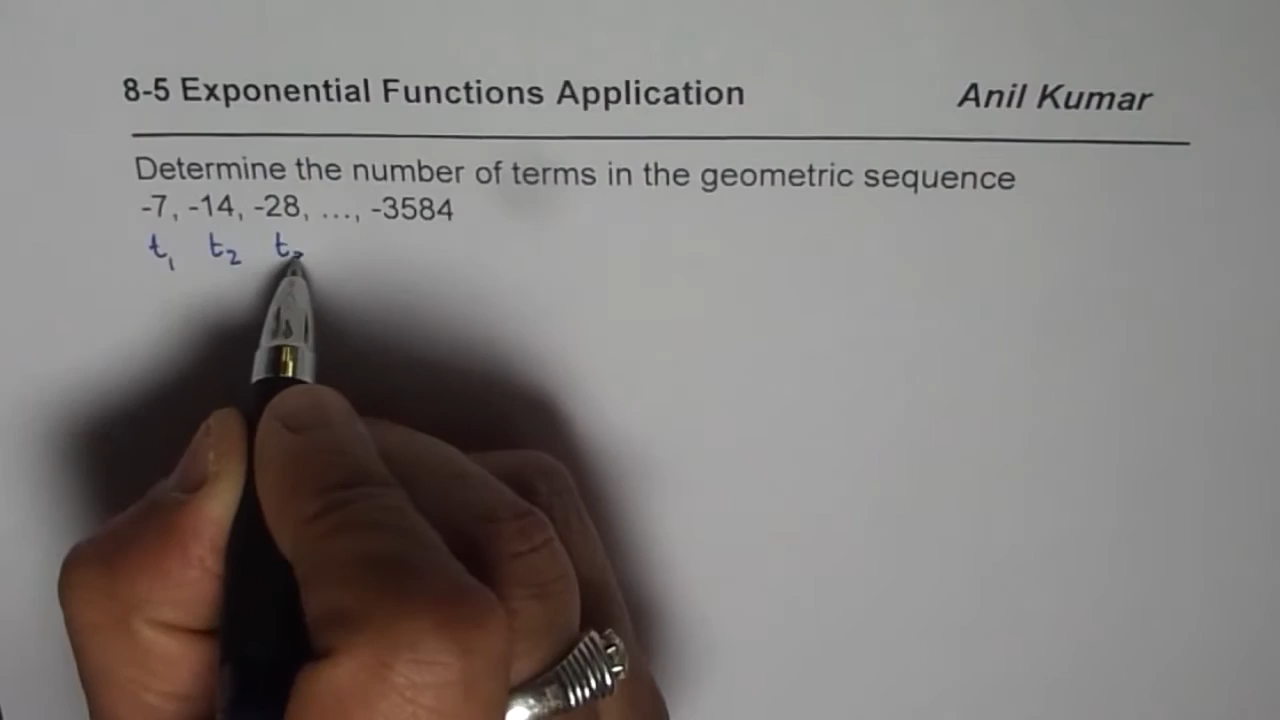 8-5 Exponential Functions Application Anil Kumar
Determine the number of terms in the geometric sequence
-7, -14, -28, ..., -3584
t₁ t₂ t₃